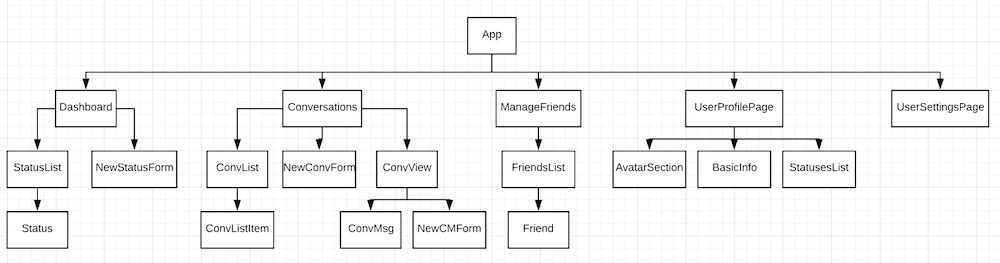 App
Dashboard
Conversations
ManageFriends
UserProfilePage
UserSettingsPage
StatusList
NewStatusForm
ConvList
NewConvForm
ConvView
FriendsList
AvatarSection
BasicInfo
StatusesList
Status
ConvListItem
ConvMsg
NewCMForm
Friend